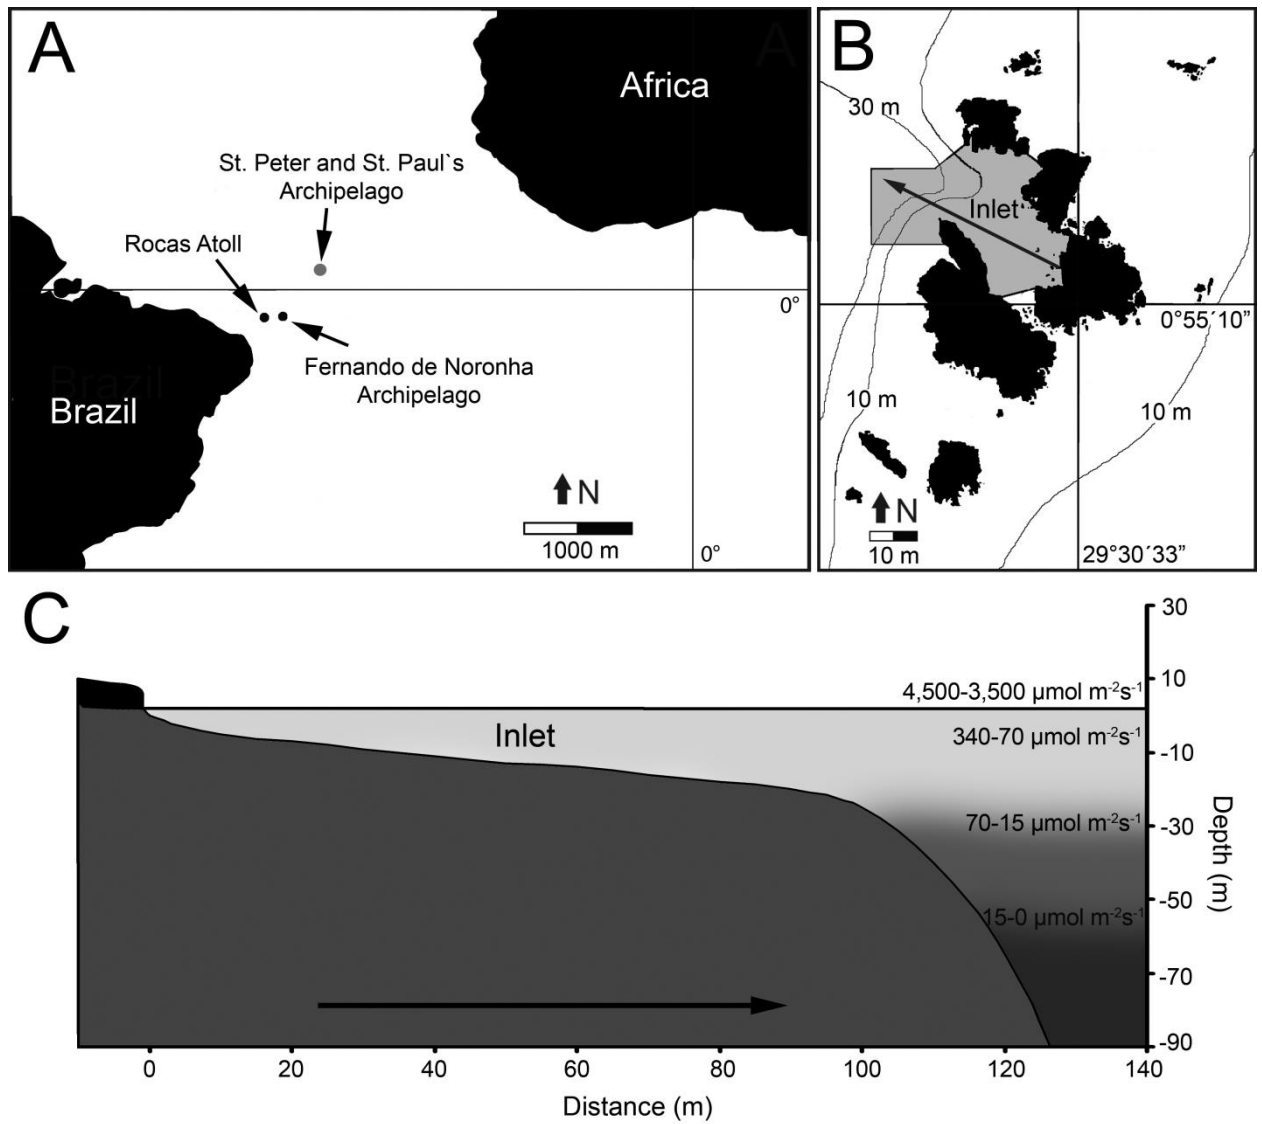 A
Africa
St. Peter and St. Paul`s
Archipelago
Rocas Atoll
0°
Fernando de Noronha
Archipelago
Brazil
Brazil
N
1000 m
0°
A
B
30 m
Inlet
0°55´10”
10 m
10 m
N
10 m
29°30´33”
C
30
10
-10
-30
-50
-70
-90
Depth (m)
4,500-3,500 µmol m⁻²s⁻¹
Inlet
340-70 µmol m⁻²s⁻¹
70-15 µmol m⁻²s⁻¹
15-0 µmol m⁻²s⁻¹
0 20 40 60 80 100 120 140
Distance (m)